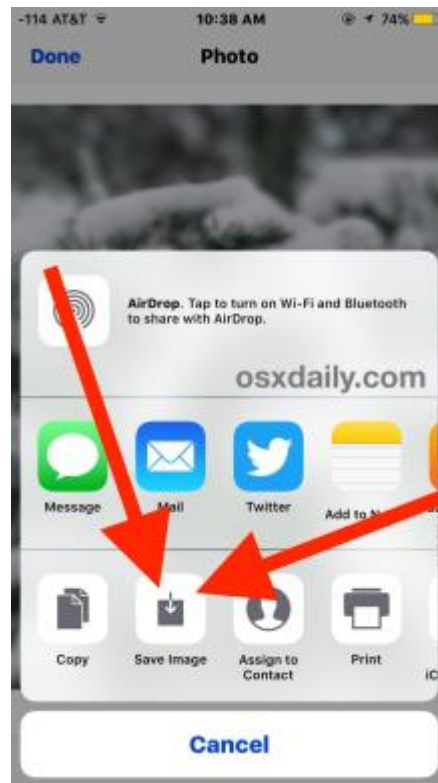 -114 AT&T 10:38 AM 74%
Done Photo
AirDrop. Tap to turn on Wi-Fi and Bluetooth
to share with AirDrop.
osxdaily.com
Message Mail Twitter Add to
Copy Save Image Assign to Print
Contact
Cancel